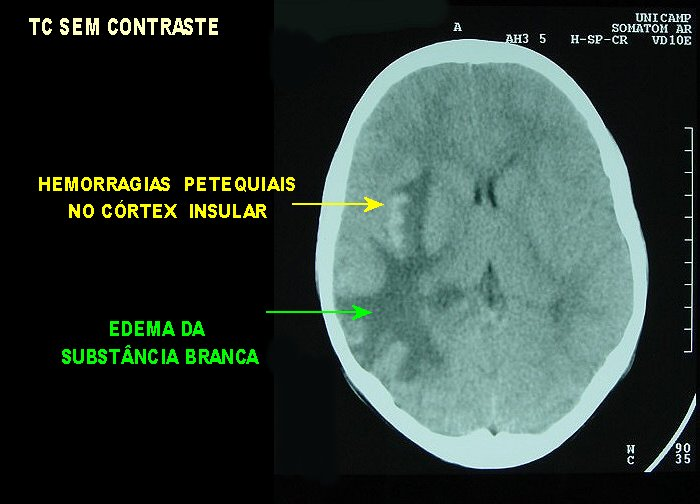 TC SEM CONTRASTE
UNICAMP
SOMATOM AR
A
AH3 5 H-SP-CR VD10E
HEMORRAGIAS PETEQUIAIS
NO CÓRTEX INSULAR
EDEMA DA
SUBSTÂNCIA BRANCA
W 90
C 35